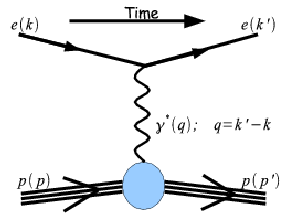 Time
e(k)
e(k')
γ*(q); q=k'−k
p(p)
p(p')